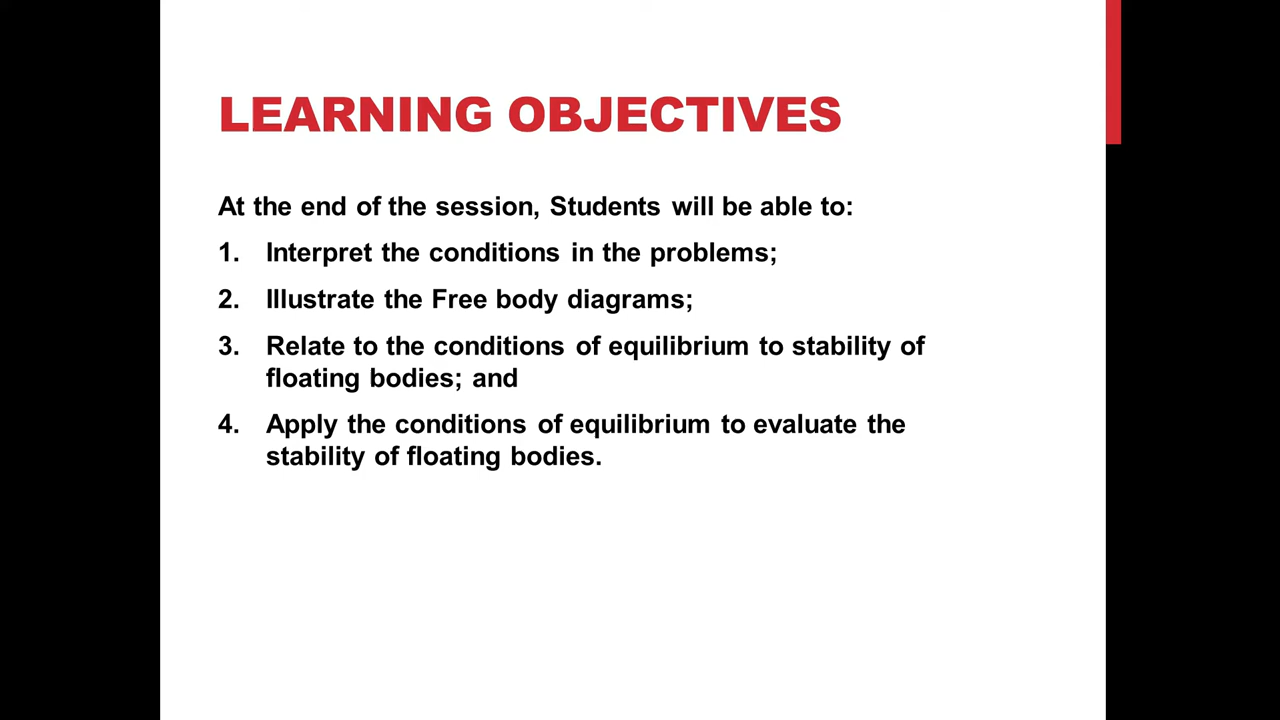 LEARNING OBJECTIVES
At the end of the session, Students will be able to:
1. Interpret the conditions in the problems;
2. Illustrate the Free body diagrams;
3. Relate to the conditions of equilibrium to stability of
floating bodies; and
4. Apply the conditions of equilibrium to evaluate the
stability of floating bodies.